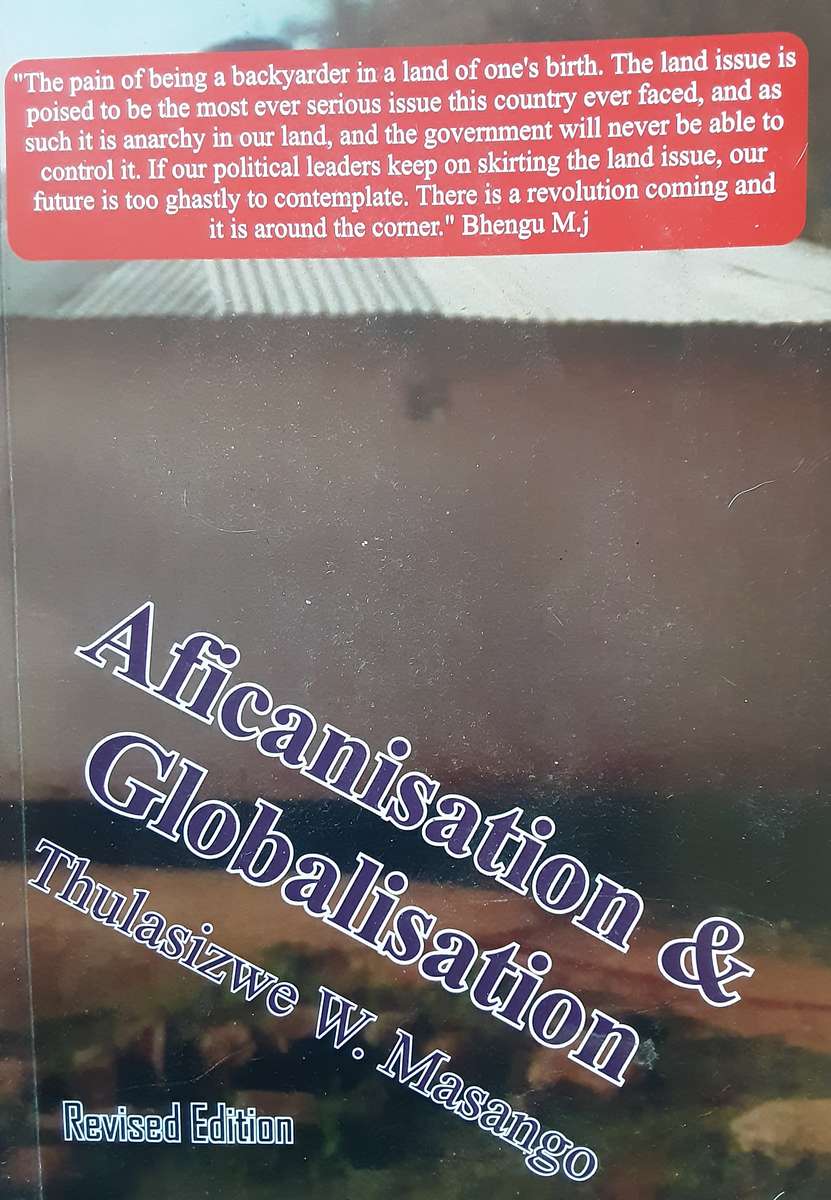 "The pain of being a backyarder in a land of one's birth. The land issue is
poised to be the most ever serious issue this country ever faced, and as
such it is anarchy in our land, and the government will never be able to
control it. If our political leaders keep on skirting the land issue, our
future is too ghastly to contemplate. There is a revolution coming and
it is around the corner." Bhengu M.j
Aficanisation &
Globalisation
Thulasizwe W. Masango
Revised Edition